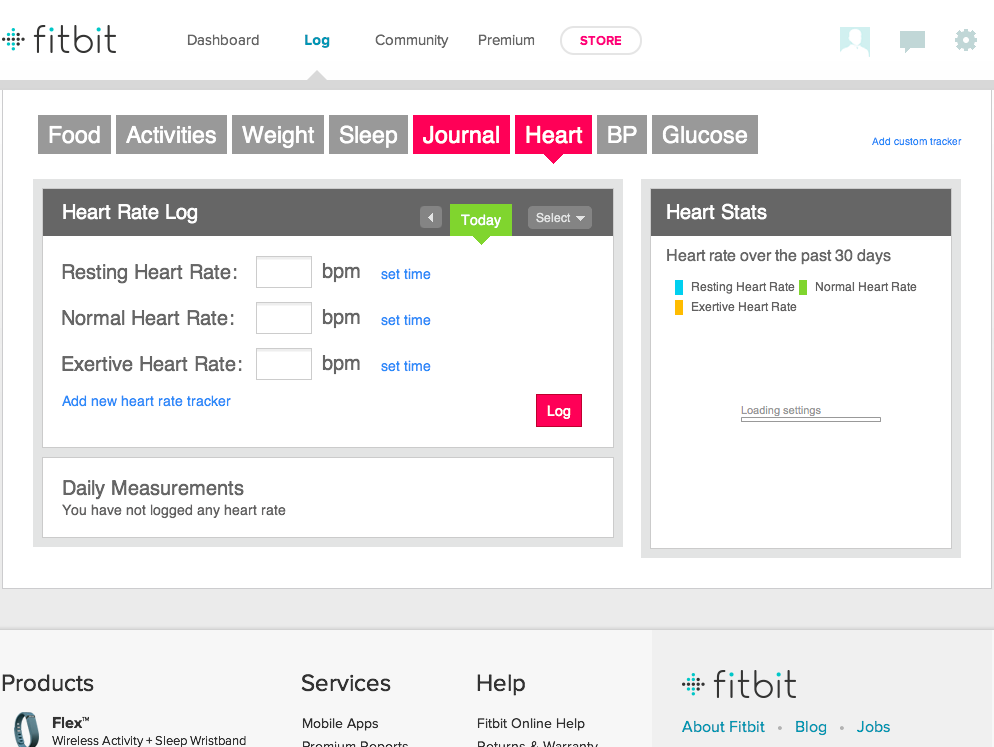 fitbit Dashboard Log Community Premium STORE
Food Activities Weight Sleep Journal Heart BP Glucose Add custom tracker
Heart Rate Log Today Select
Resting Heart Rate: bpm set time
Normal Heart Rate: bpm set time
Exertive Heart Rate: bpm set time
Add new heart rate tracker
Log
Daily Measurements
You have not logged any heart rate
Heart Stats
Heart rate over the past 30 days
Resting Heart Rate Normal Heart Rate
Exertive Heart Rate
Loading settings
Products
Flex™
Wireless Activity + Sleep Wristband
Services
Mobile Apps
Premium Reports
Help
Fitbit Online Help
Returns & Warranty
fitbit
About Fitbit • Blog • Jobs